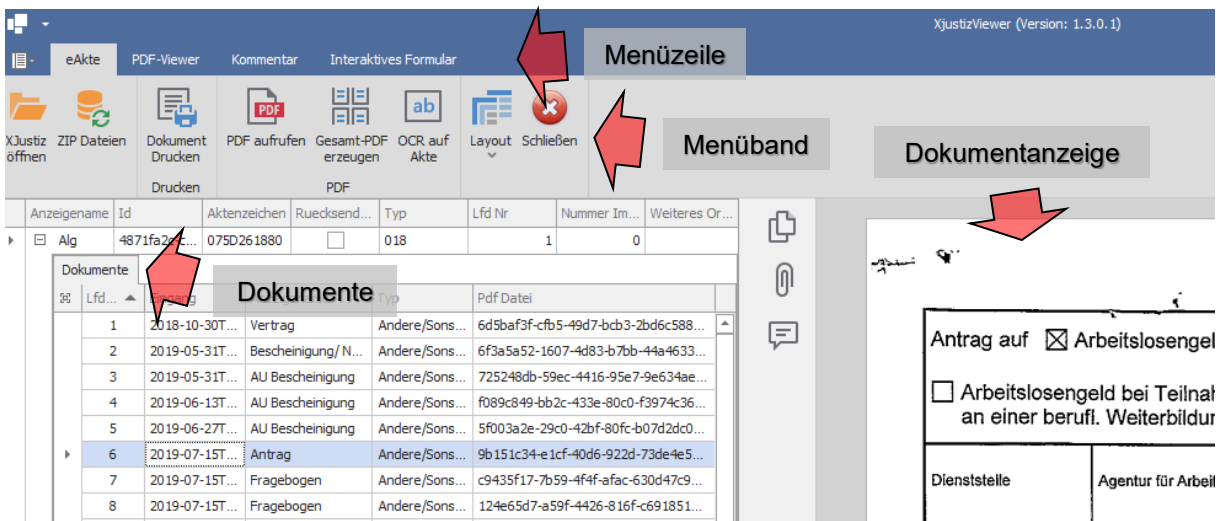 XjustizViewer (Version: 1.3.0.1)
eAkte PDF-Viewer Kommentar Interaktives Formular
Menüzeile
XJustiz öffnen ZIP Dateien Dokument Drucken PDF aufrufen Gesamt-PDF erzeugen OCR auf Akte Layout Schließen
PDF ab
Menüband
Dokumentanzeige
Drucken PDF
Anzeigename Id Aktenzeichen Ruecksend... Typ Lfd Nr Nummer Im... Weiteres Or...
Alg 075D261880 018 1 0
Dokumente
Dokumente
Lfd... Typ Pdf Datei
1 2018-10-30T... Vertrag Andere/Sons... 6d5baf3f-cfb5-49d7-bcb3-2bd6c588...
2 2019-05-31T... Bescheinigung/ N... Andere/Sons... 6f3a5a52-1607-4d83-b7bb-44a4633...
3 2019-05-31T... AU Bescheinigung Andere/Sons... 725248db-59ec-4416-95e7-9e634ae...
4 2019-06-13T... AU Bescheinigung Andere/Sons... f089c849-bb2c-433e-80c0-f3974c36...
5 2019-06-27T... AU Bescheinigung Andere/Sons... 5f003a2e-29c0-42bf-80fc-b07d2dc0...
6 2019-07-15T... Antrag Andere/Sons... 9b151c34-e1cf-40d6-922d-73de4e5...
7 2019-07-15T... Fragebogen Andere/Sons... c9435f17-7b59-4f4f-afac-630d47c9...
8 2019-07-15T... Fragebogen Andere/Sons... 124e65d7-a59f-4426-816f-c691851...
Antrag auf Arbeitslosengel
Arbeitslosengeld bei Teilnah
an einer berufl. Weiterbildun
Dienststelle Agentur für Arbeit